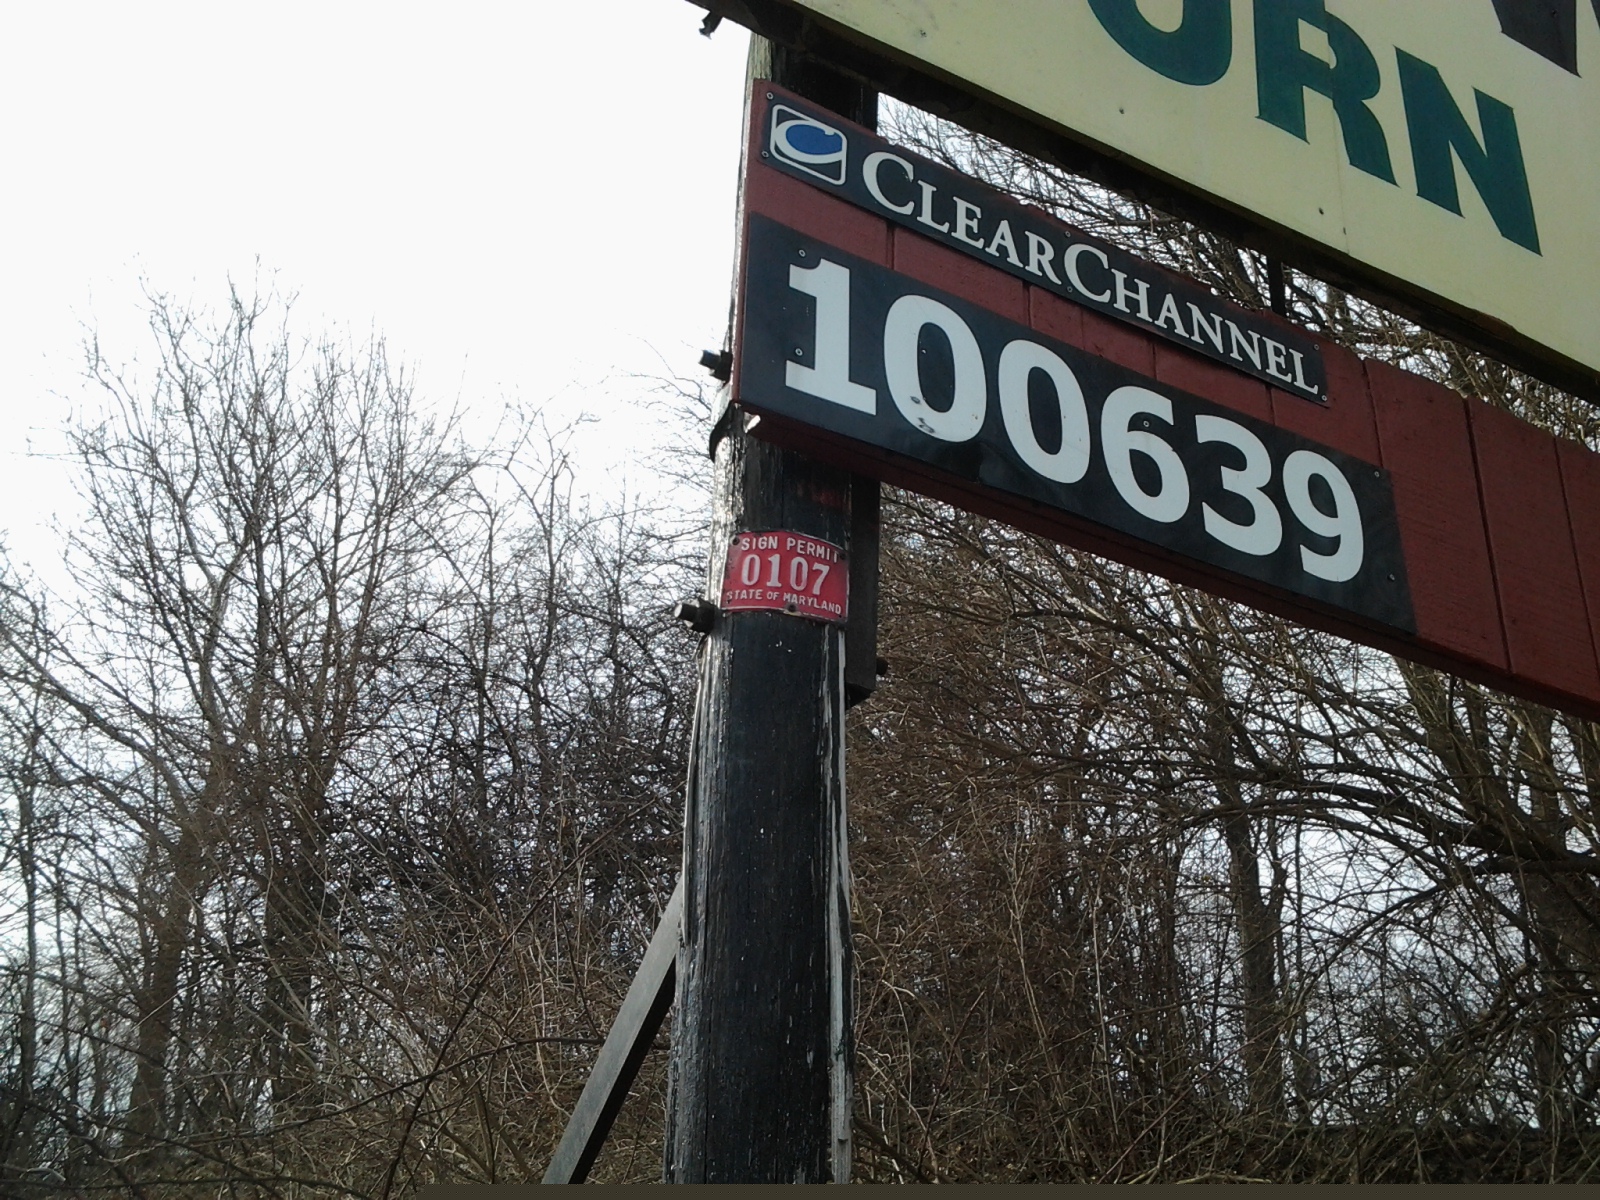 URN
CLEARCHANNEL
100639
SIGN PERMIT
0107
STATE OF MARYLAND